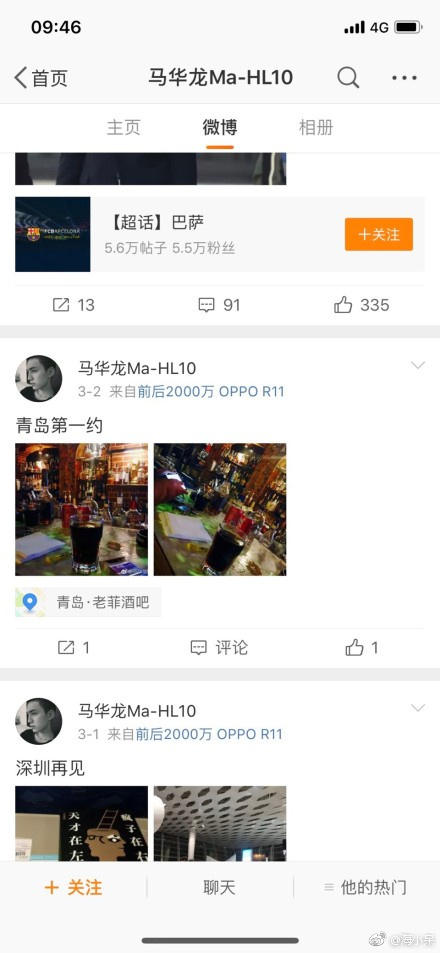 09:46
4G
首页
马华龙Ma-HL10
主页
微博
相册
FCBARCELONA
【超话】巴萨
5.6万帖子 5.5万粉丝
+关注
13
91
335
马华龙Ma-HL10
3-2 来自前后2000万 OPPO R11
青岛第一约
青岛·老菲酒吧
1
评论
1
马华龙Ma-HL10
3-1 来自前后2000万 OPPO R11
深圳再见
天才在左
疯子在右
+ 关注
聊天
他的热门